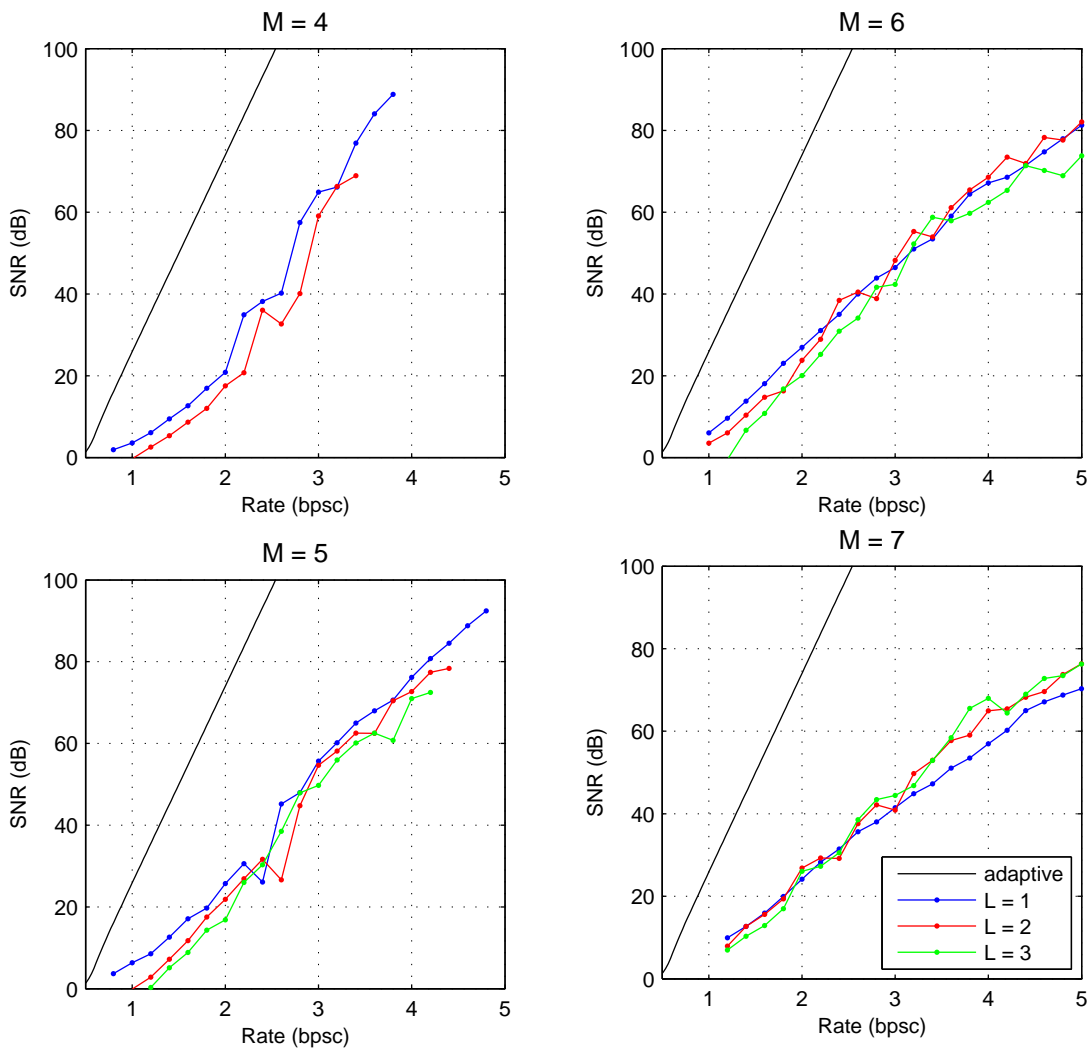 M = 4
100
80
60
40
20
0
SNR (dB)
1
2
3
4
5
Rate (bpsc)
M = 6
100
80
60
40
20
0
SNR (dB)
1
2
3
4
5
Rate (bpsc)
M = 5
100
80
60
40
20
0
SNR (dB)
1
2
3
4
5
Rate (bpsc)
M = 7
100
80
60
40
20
0
SNR (dB)
1
2
3
4
5
Rate (bpsc)
adaptive
L = 1
L = 2
L = 3